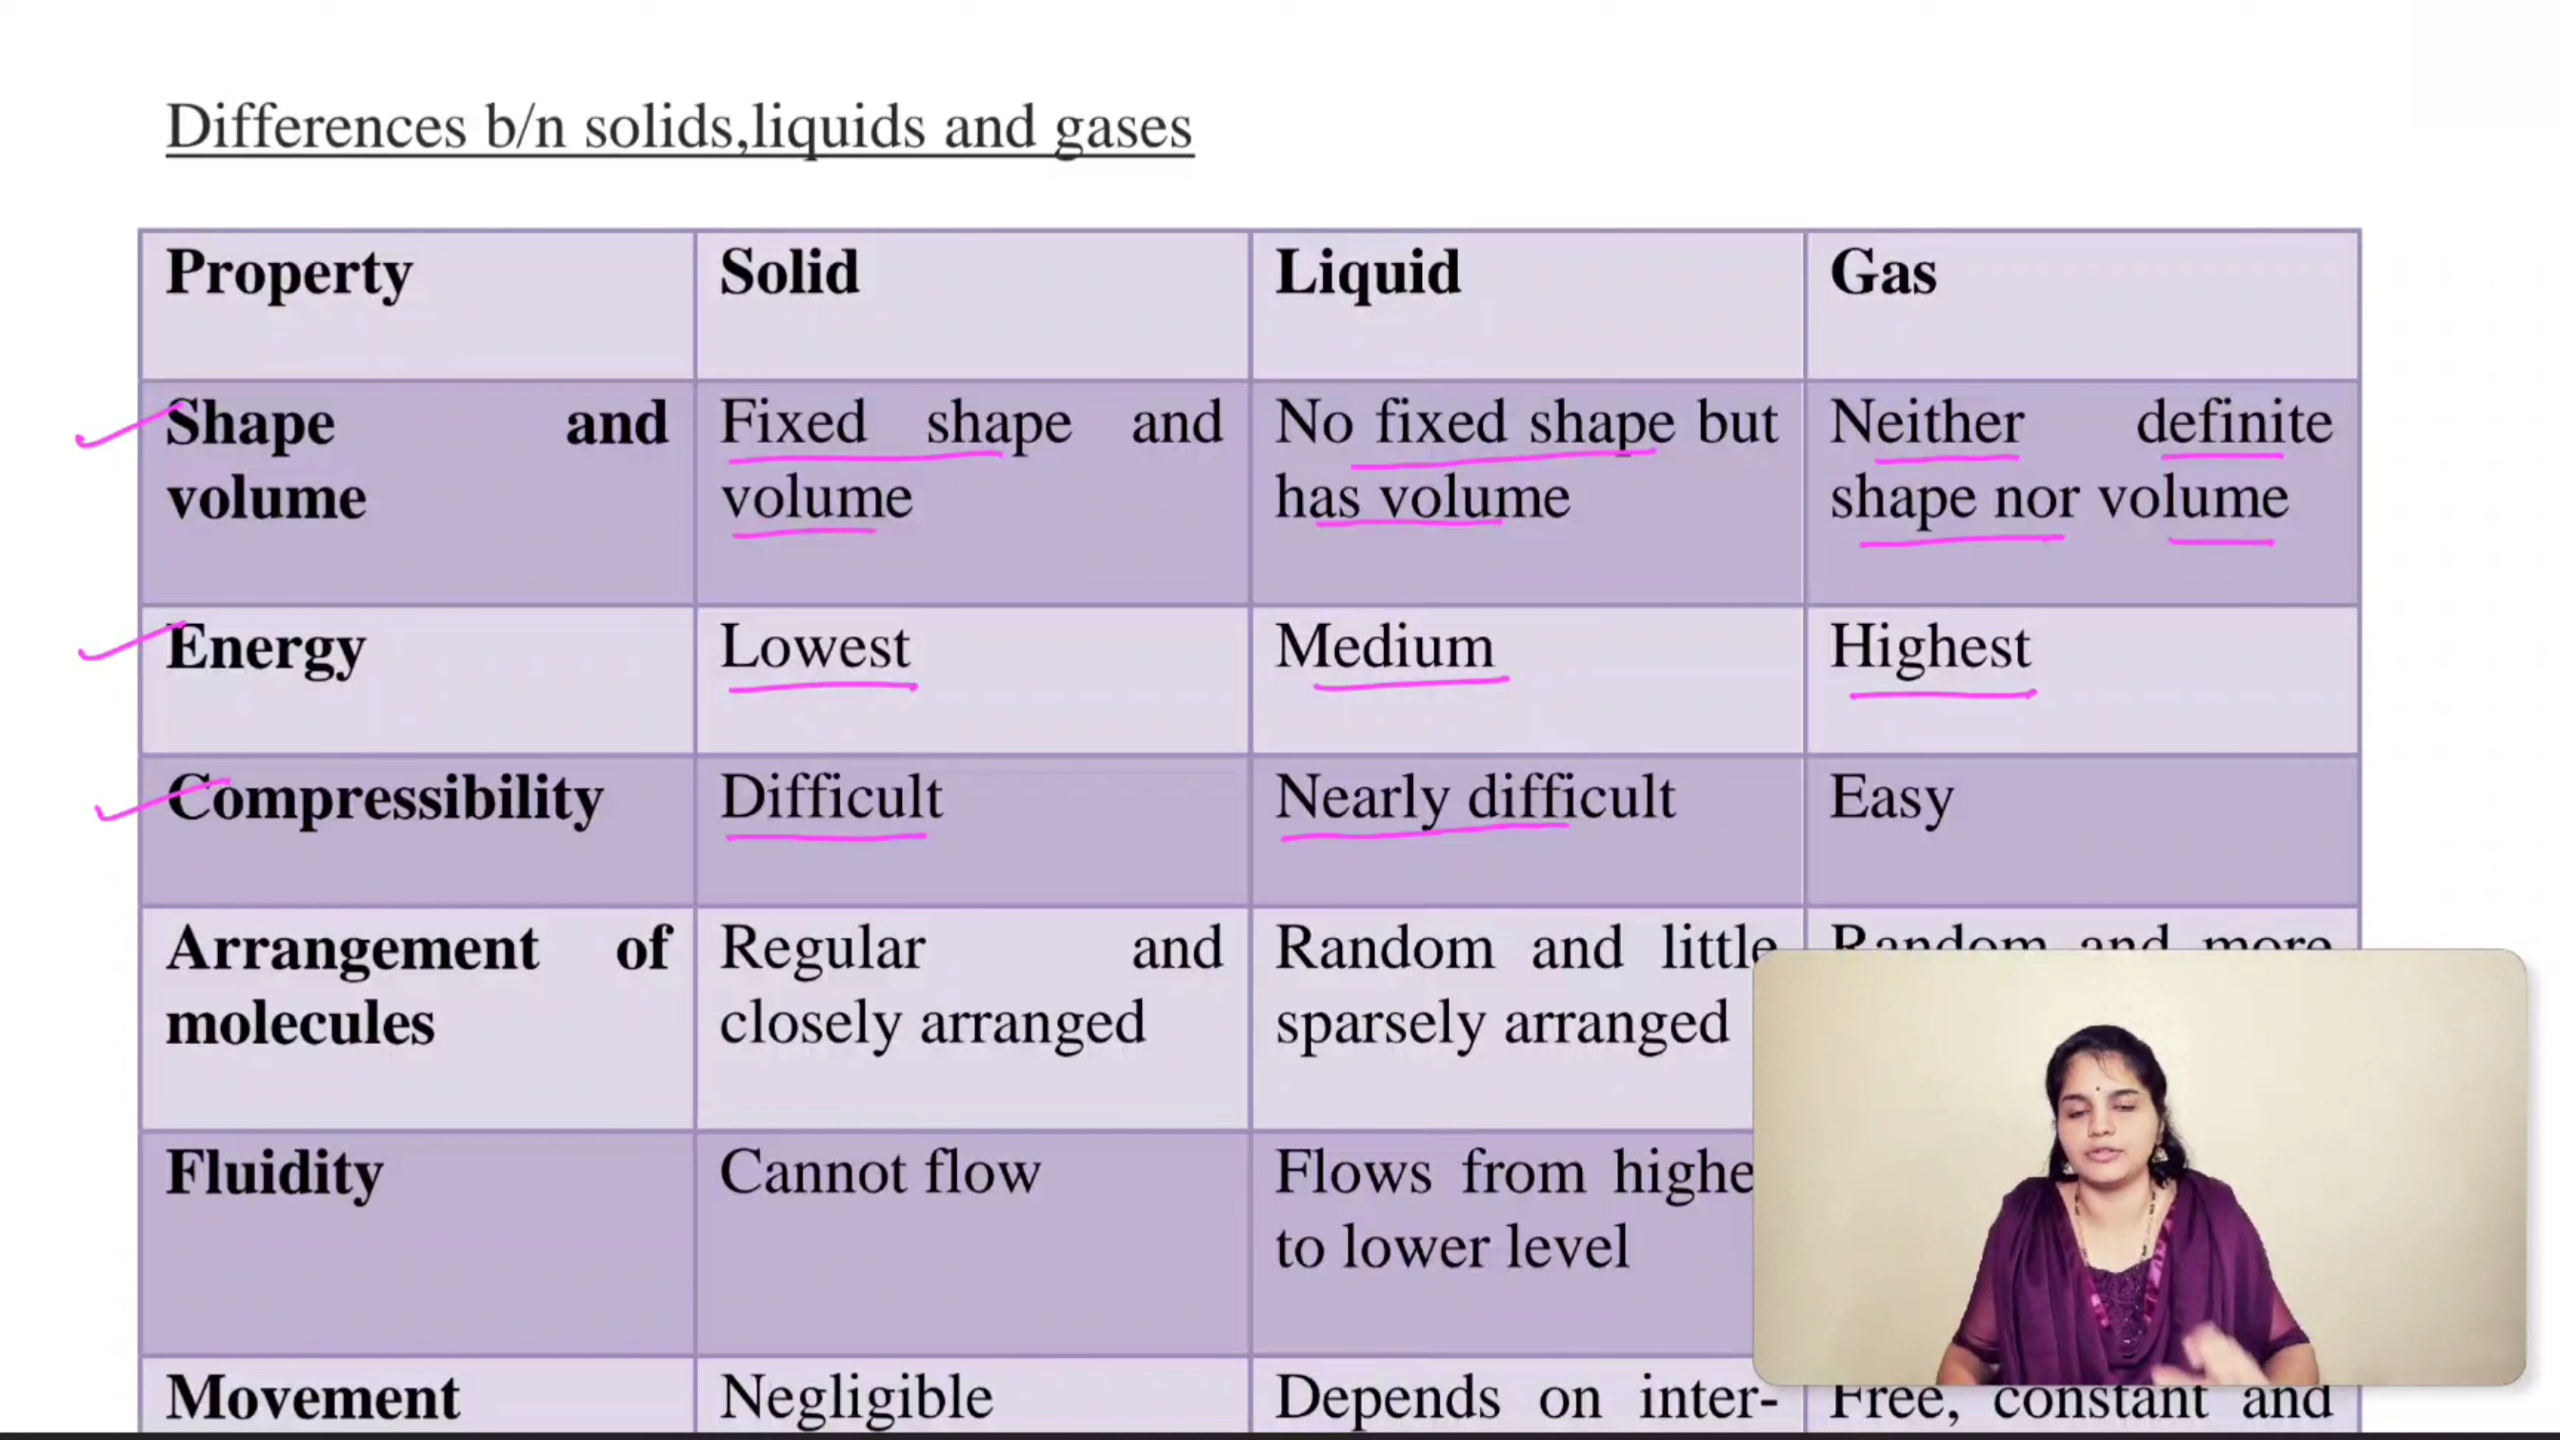 Differences b/n solids,liquids and gases
Property
Solid
Liquid
Gas
Shape and
volume
Fixed shape and
volume
No fixed shape but
has volume
Neither definite
shape nor volume
Energy
Lowest
Medium
Highest
Compressibility
Difficult
Nearly difficult
Easy
Arrangement of
molecules
Regular and
closely arranged
Random and little
sparsely arranged
Random and more
Fluidity
Cannot flow
Flows from highe
to lower level
Movement
Negligible
Depends on inter-
Free, constant and